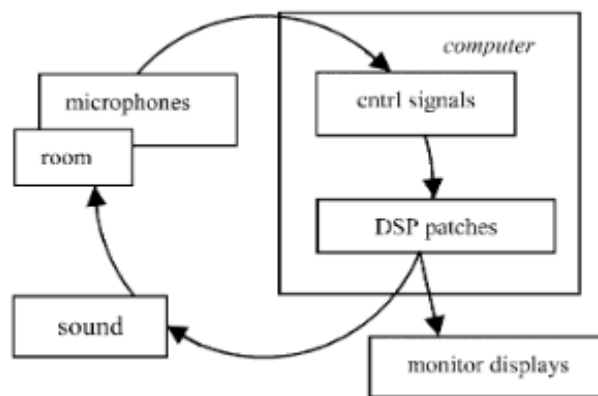 computer
microphones
cntrl signals
room
DSP patches
sound
monitor displays